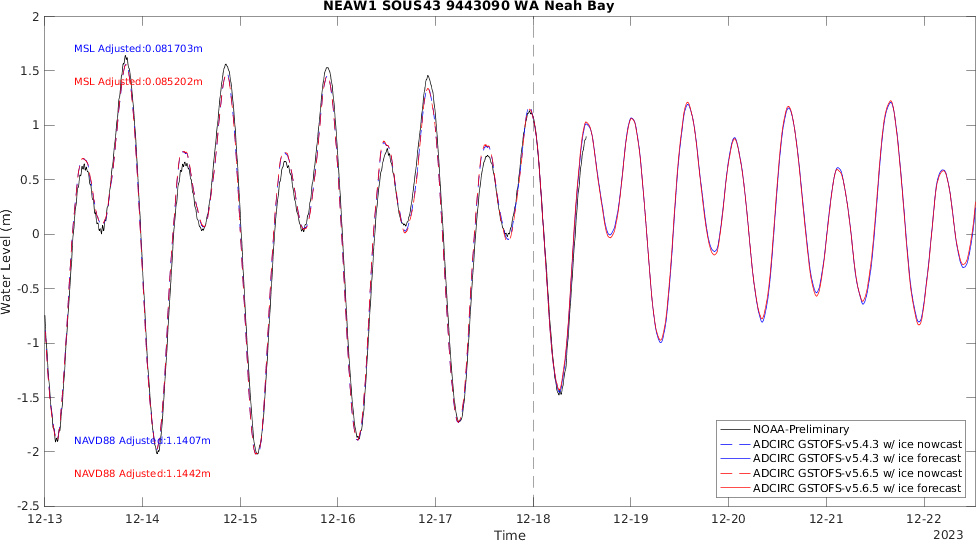 NEAW1 SOUS43 9443090 WA Neah Bay
2
1.5
1
0.5
0
-0.5
-1
-1.5
-2
-2.5
Water Level (m)
MSL Adjusted:0.081703m
MSL Adjusted:0.085202m
NAVD88 Adjusted:1.1407m
NAVD88 Adjusted:1.1442m
NOAA-Preliminary
ADCIRC GSTOFS-v5.4.3 w/ ice nowcast
ADCIRC GSTOFS-v5.4.3 w/ ice forecast
ADCIRC GSTOFS-v5.6.5 w/ ice nowcast
ADCIRC GSTOFS-v5.6.5 w/ ice forecast
12-13 12-14 12-15 12-16 12-17 12-18 12-19 12-20 12-21 12-22
Time
2023